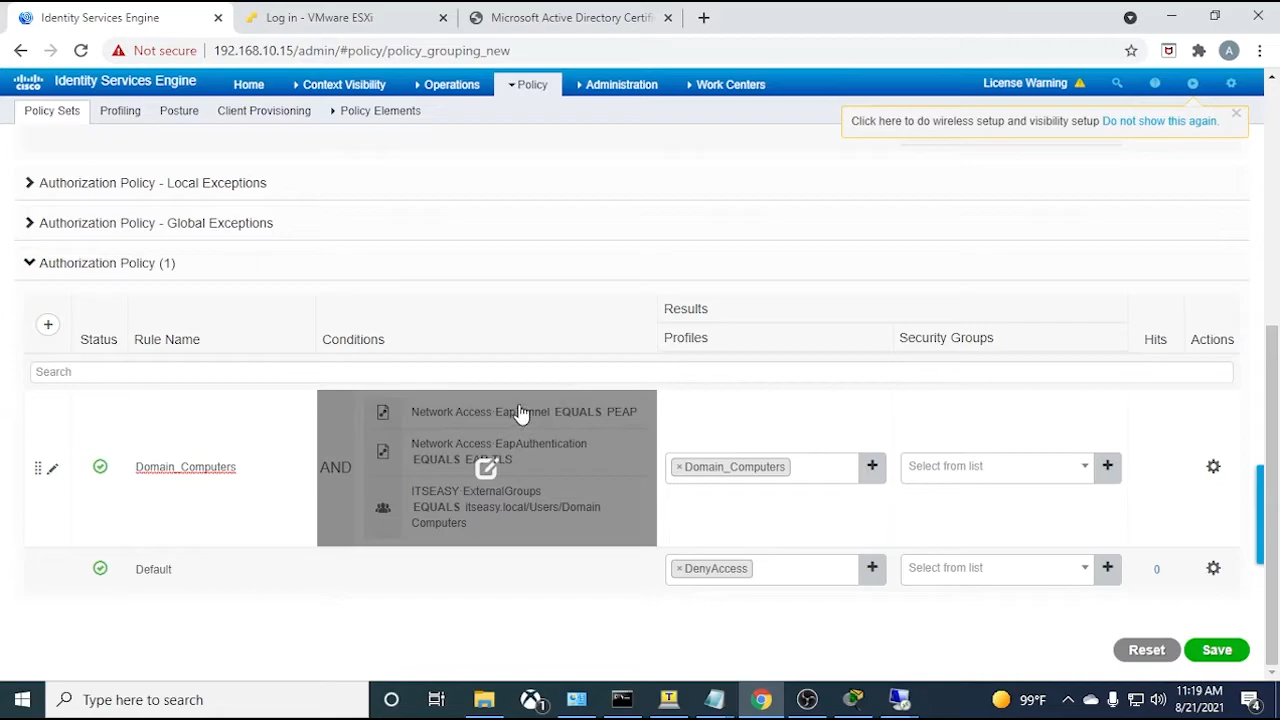 Identity Services Engine
Log in - VMware ESXi
Microsoft Active Directory Certifi
Not secure
192.168.10.15/admin/#policy/policy_grouping_new
A
CISCO
Identity Services Engine
Home
Context Visibility
Operations
Policy
Administration
Work Centers
License Warning
Policy Sets
Profiling
Posture
Client Provisioning
Policy Elements
Click here to do wireless setup and visibility setup Do not show this again.
Authorization Policy - Local Exceptions
Authorization Policy - Global Exceptions
Authorization Policy (1)
Results
Status
Rule Name
Conditions
Profiles
Security Groups
Hits
Actions
Search
Domain_Computers
AND
Network Access·EapTunnel EQUALS PEAP
Network Access·EapAuthentication
EQUALS EAP-TLS
ITSEASY·ExternalGroups
EQUALS itseasy.local/Users/Domain
Computers
× Domain_Computers
Select from list
Default
× DenyAccess
Select from list
0
Reset
Save
Type here to search
1
99°F
11:19 AM
8/21/2021
4